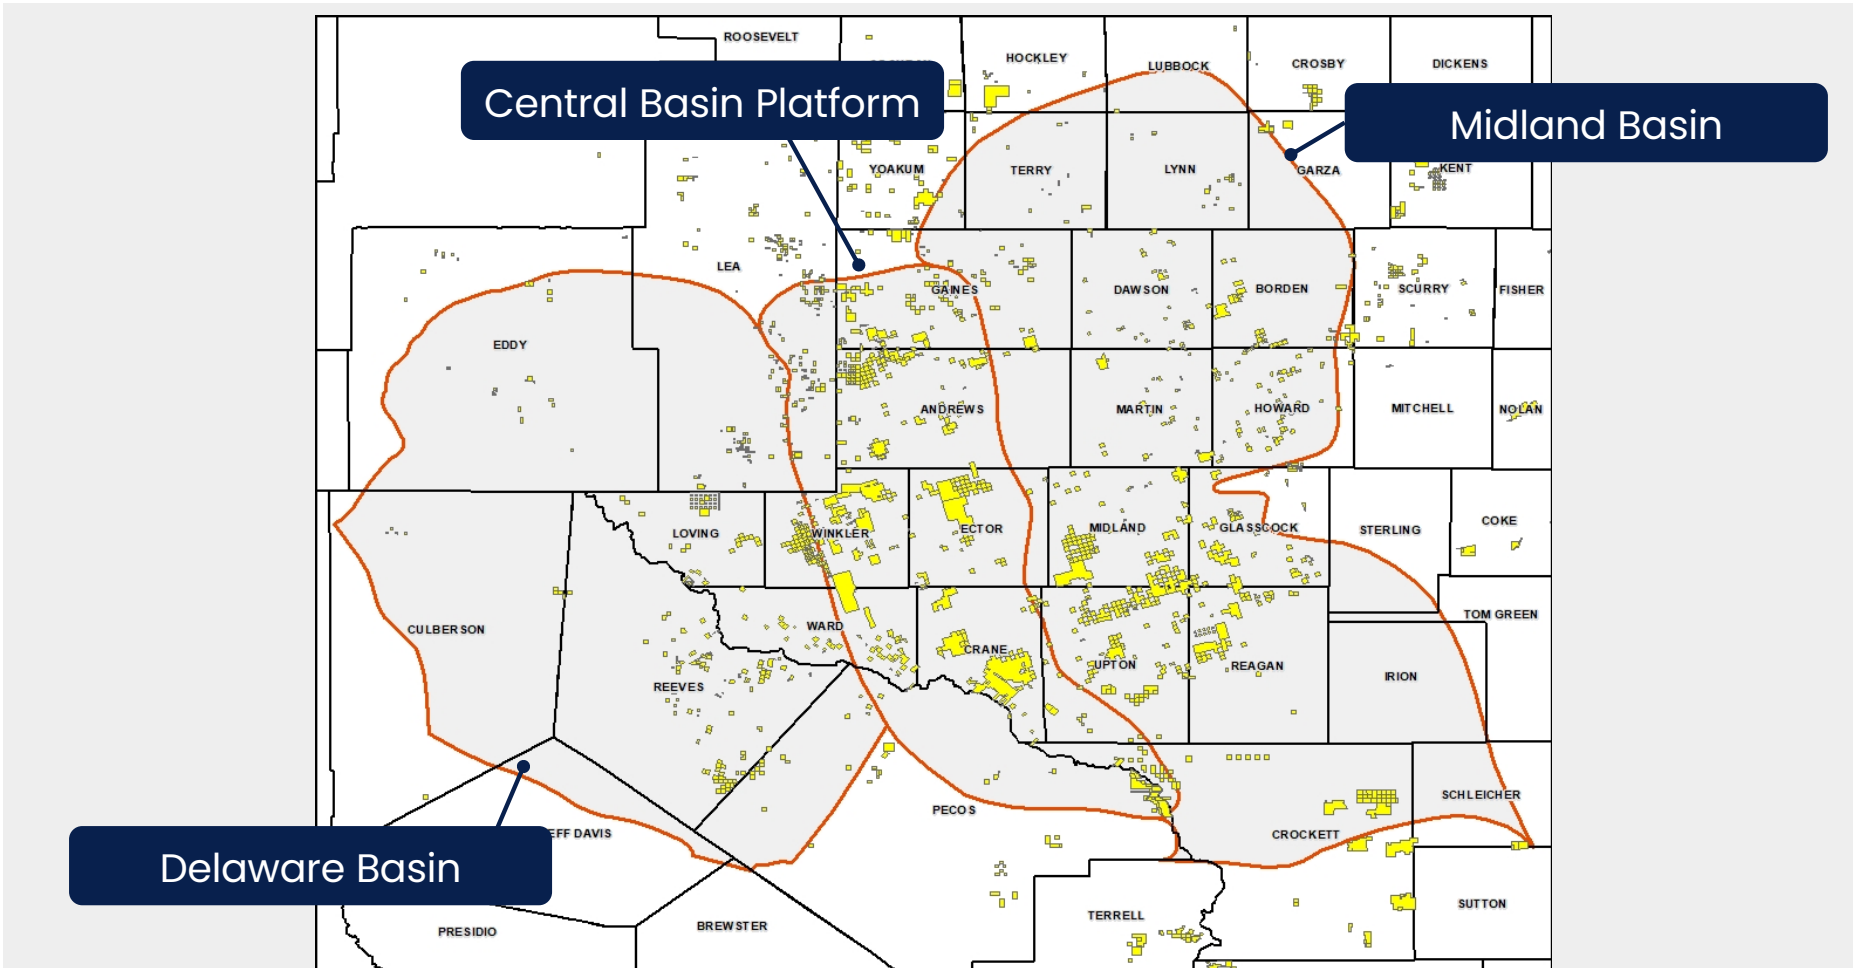 ROOSEVELT
HOCKLEY
LUBBOCK
CROSBY
DICKENS
Central Basin Platform
Midland Basin
YOAKUM
TERRY
LYNN
GARZA
KENT
LEA
GAINES
DAWSON
BORDEN
SCURRY
FISHER
EDDY
ANDREWS
MARTIN
HOWARD
MITCHELL
NOLAN
LOVING
WINKLER
ECTOR
MIDLAND
GLASSCOCK
STERLING
COKE
CULBERSON
WARD
CRANE
UPTON
REAGAN
IRION
TOM GREEN
REEVES
PECOS
CROCKETT
SCHLEICHER
EFF DAVIS
Delaware Basin
PRESIDIO
BREWSTER
TERRELL
SUTTON